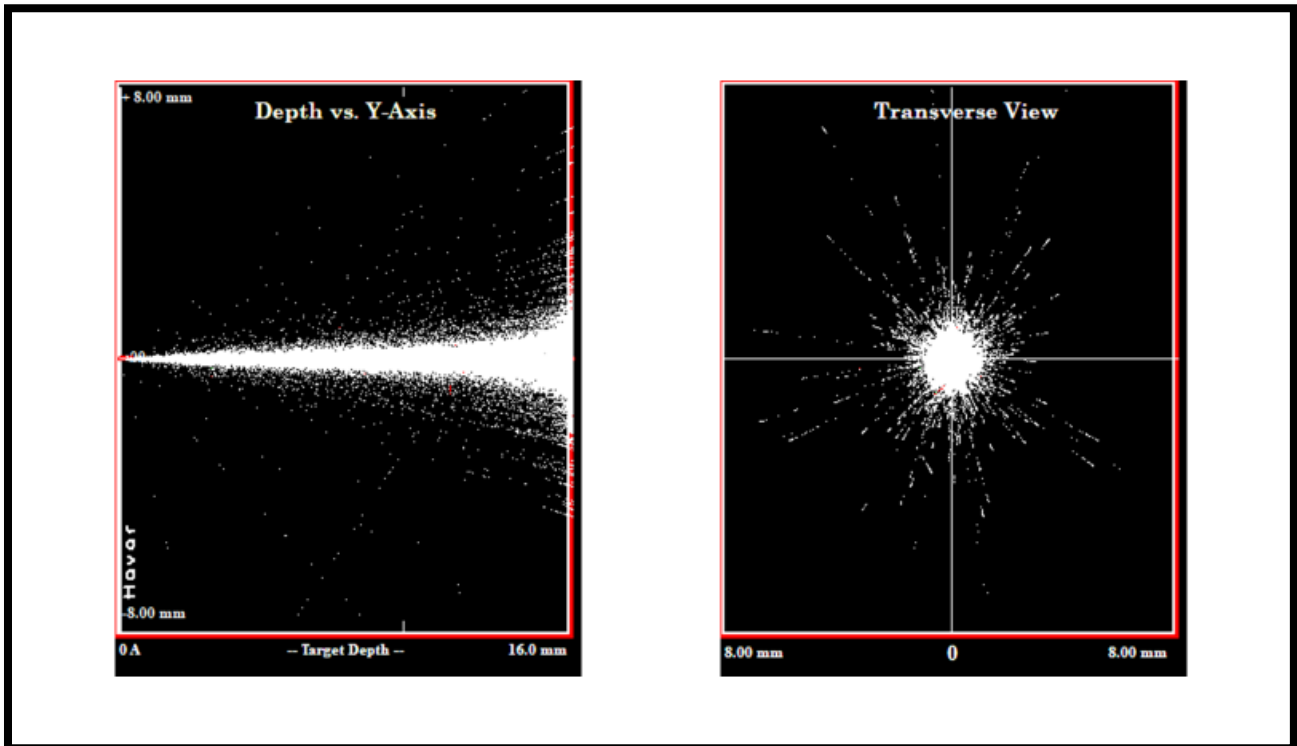 + 8.00 mm
Depth vs. Y-Axis
Havar
-8.00 mm
0 A
-- Target Depth --
16.0 mm
Transverse View
8.00 mm
0
8.00 mm